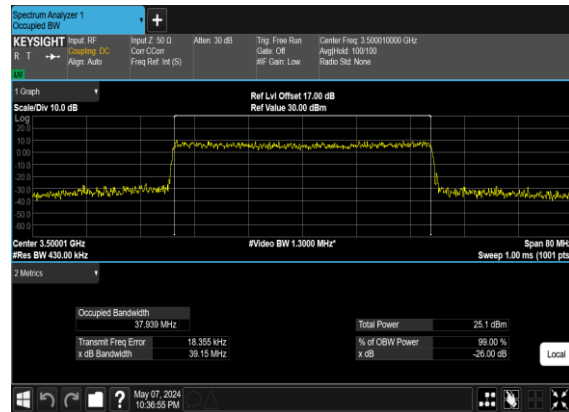 Spectrum Analyzer 1
Occupied BW
+
KEYSIGHT Input: RF Input Z: 50 Ω Atten: 30 dB Trig: Free Run Center Freq: 3.500010000 GHz
R T Coupling: DC Corr CCorr Gate: Off Avg|Hold: 100/100
Align: Auto Freq Ref: Int (S) #IF Gain: Low Radio Std: None
1 Graph
Ref Lvl Offset 17.00 dB
Scale/Div 10.0 dB Ref Value 30.00 dBm
Log
20.0
10.0
0.00
-10.0
-20.0
-30.0
-40.0
-50.0
-60.0
Center 3.50001 GHz #Video BW 1.3000 MHz* Span 80 MHz
#Res BW 430.00 kHz Sweep 1.00 ms (1001 pts)
2 Metrics
Occupied Bandwidth
37.939 MHz Total Power 25.1 dBm
Transmit Freq Error 18.355 kHz % of OBW Power 99.00 %
x dB Bandwidth 39.15 MHz x dB -26.00 dB
Local
? May 07, 2024
10:36:55 PM